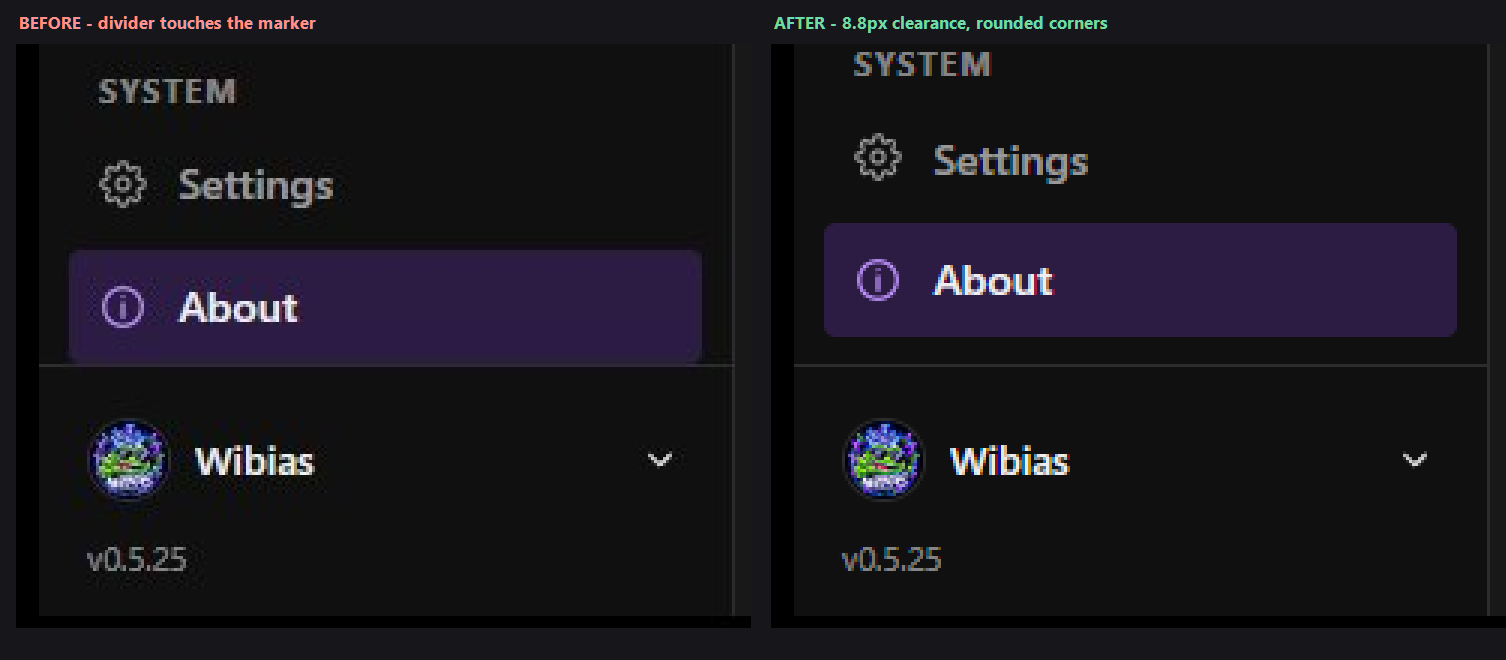 BEFORE - divider touches the marker
SYSTEM
Settings
About
Wibias
v0.5.25
AFTER - 8.8px clearance, rounded corners
SYSTEM
Settings
About
Wibias
v0.5.25